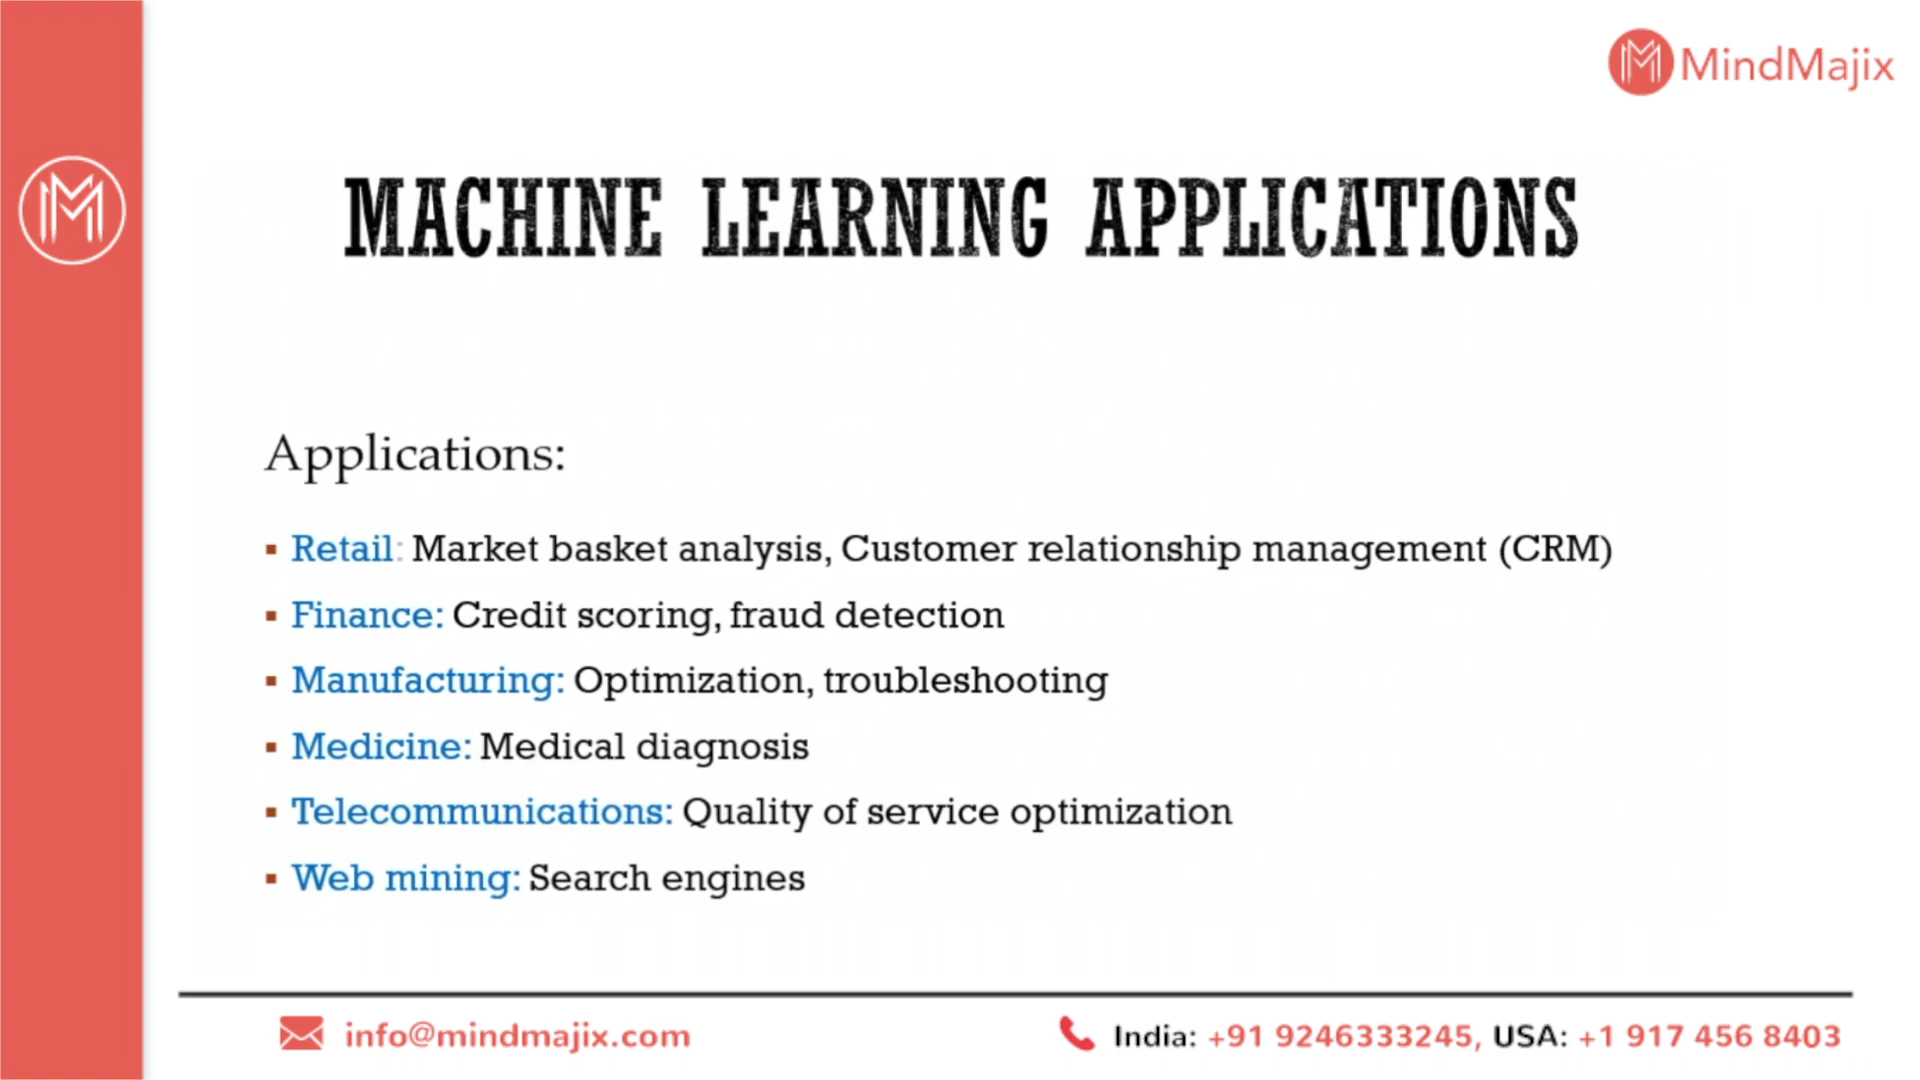 MindMajix
MACHINE LEARNING APPLICATIONS
Applications:
▪ Retail: Market basket analysis, Customer relationship management (CRM)
▪ Finance: Credit scoring, fraud detection
▪ Manufacturing: Optimization, troubleshooting
▪ Medicine: Medical diagnosis
▪ Telecommunications: Quality of service optimization
▪ Web mining: Search engines
info@mindmajix.com India: +91 9246333245, USA: +1 917 456 8403